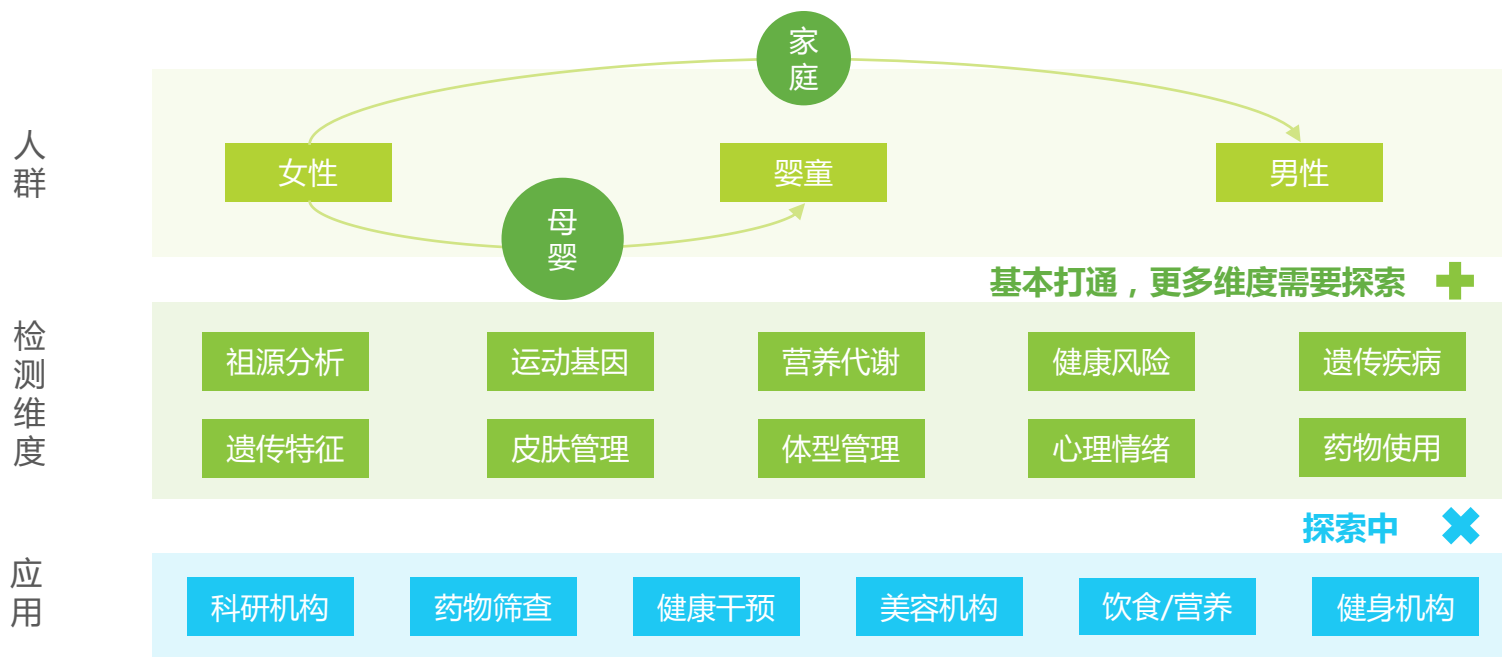 家庭
人群
女性
婴童
男性
母婴
基本打通，更多维度需要探索
检测维度
祖源分析
运动基因
营养代谢
健康风险
遗传疾病
遗传特征
皮肤管理
体型管理
心理情绪
药物使用
探索中
应用
科研机构
药物筛查
健康干预
美容机构
饮食/营养
健身机构